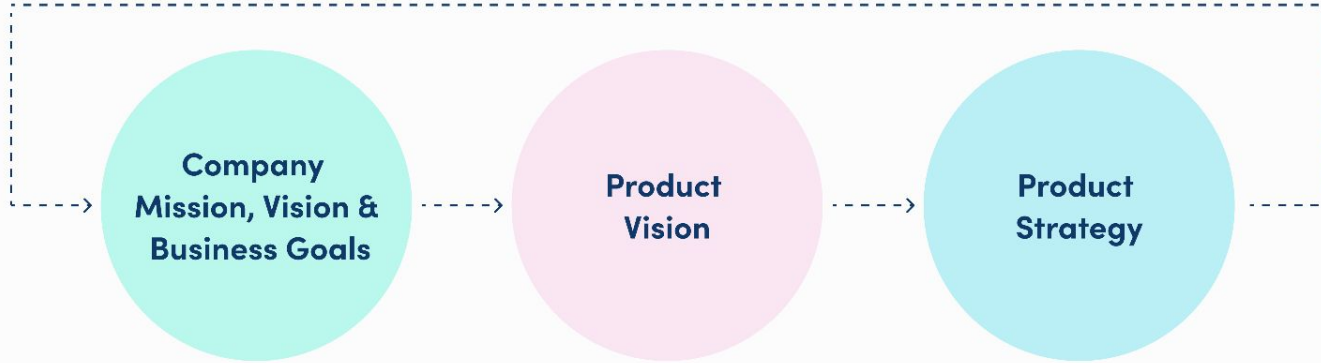 Company
Mission, Vision &
Business Goals
Product
Vision
Product
Strategy